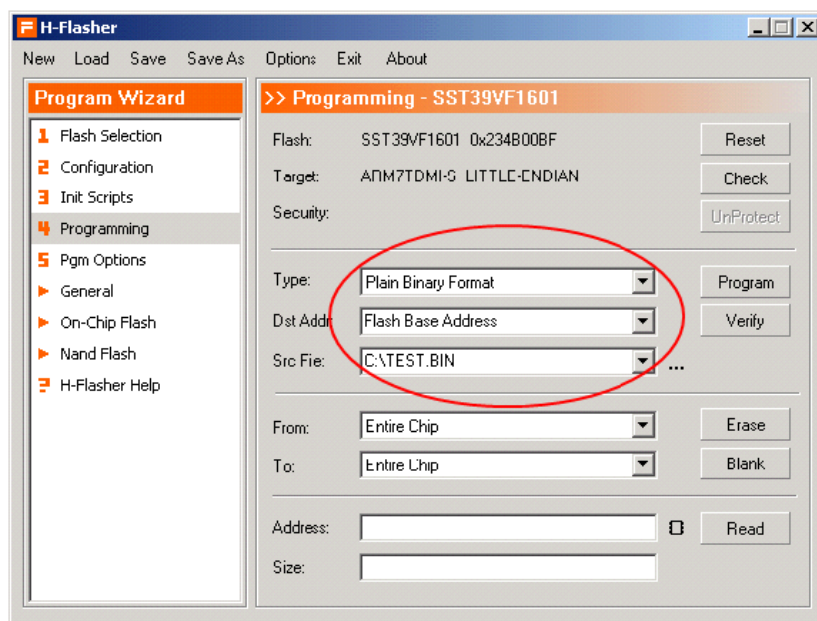 H-Flasher
New Load Save Save As Options Exit About
Program Wizard
1 Flash Selection
2 Configuration
3 Init Scripts
4 Programming
5 Pgm Options
General
On-Chip Flash
Nand Flash
? H-Flasher Help
>> Programming - SST39VF1601
Flash: SST39VF1601 0x234B00BF Reset
Target: ARM7TDMI-S LITTLE-ENDIAN Check
Security: UnProtect
Type: Plain Binary Format Program
Dst Addr Flash Base Address Verify
Src File: C:\TEST.BIN ...
From: Entire Chip Erase
To: Entire Chip Blank
Address: Read
Size: